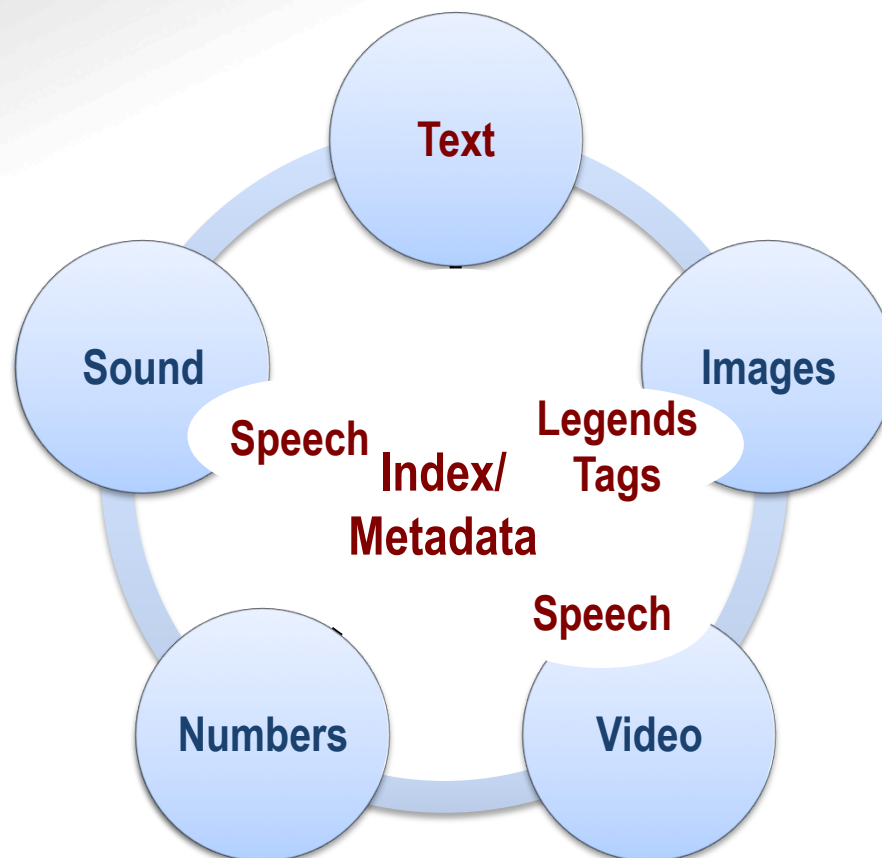 Text
Sound
Images
Speech
Legends
Tags
Index/
Metadata
Speech
Numbers
Video